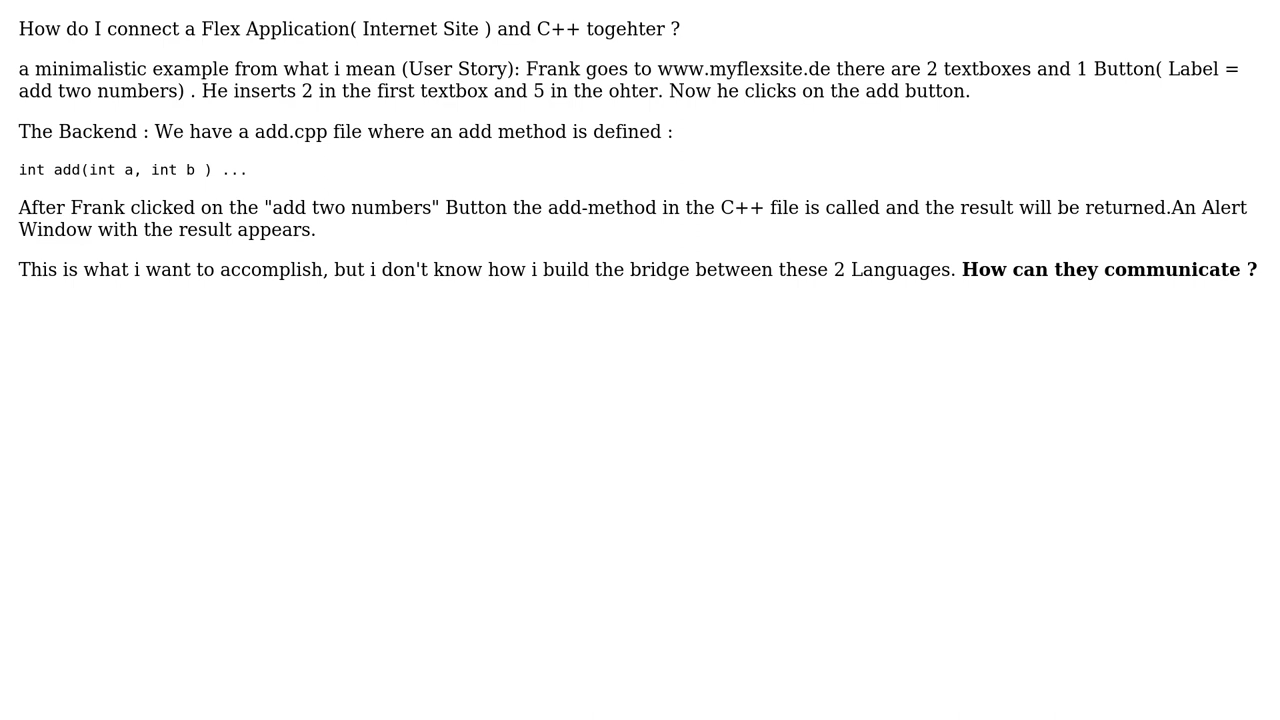 How do I connect a Flex Application( Internet Site ) and C++ togehter ?
a minimalistic example from what i mean (User Story): Frank goes to www.myflexsite.de there are 2 textboxes and 1 Button( Label =
add two numbers) . He inserts 2 in the first textbox and 5 in the ohter. Now he clicks on the add button.
The Backend : We have a add.cpp file where an add method is defined :
int add(int a, int b ) ...
After Frank clicked on the "add two numbers" Button the add-method in the C++ file is called and the result will be returned.An Alert
Window with the result appears.
This is what i want to accomplish, but i don't know how i build the bridge between these 2 Languages. How can they communicate ?